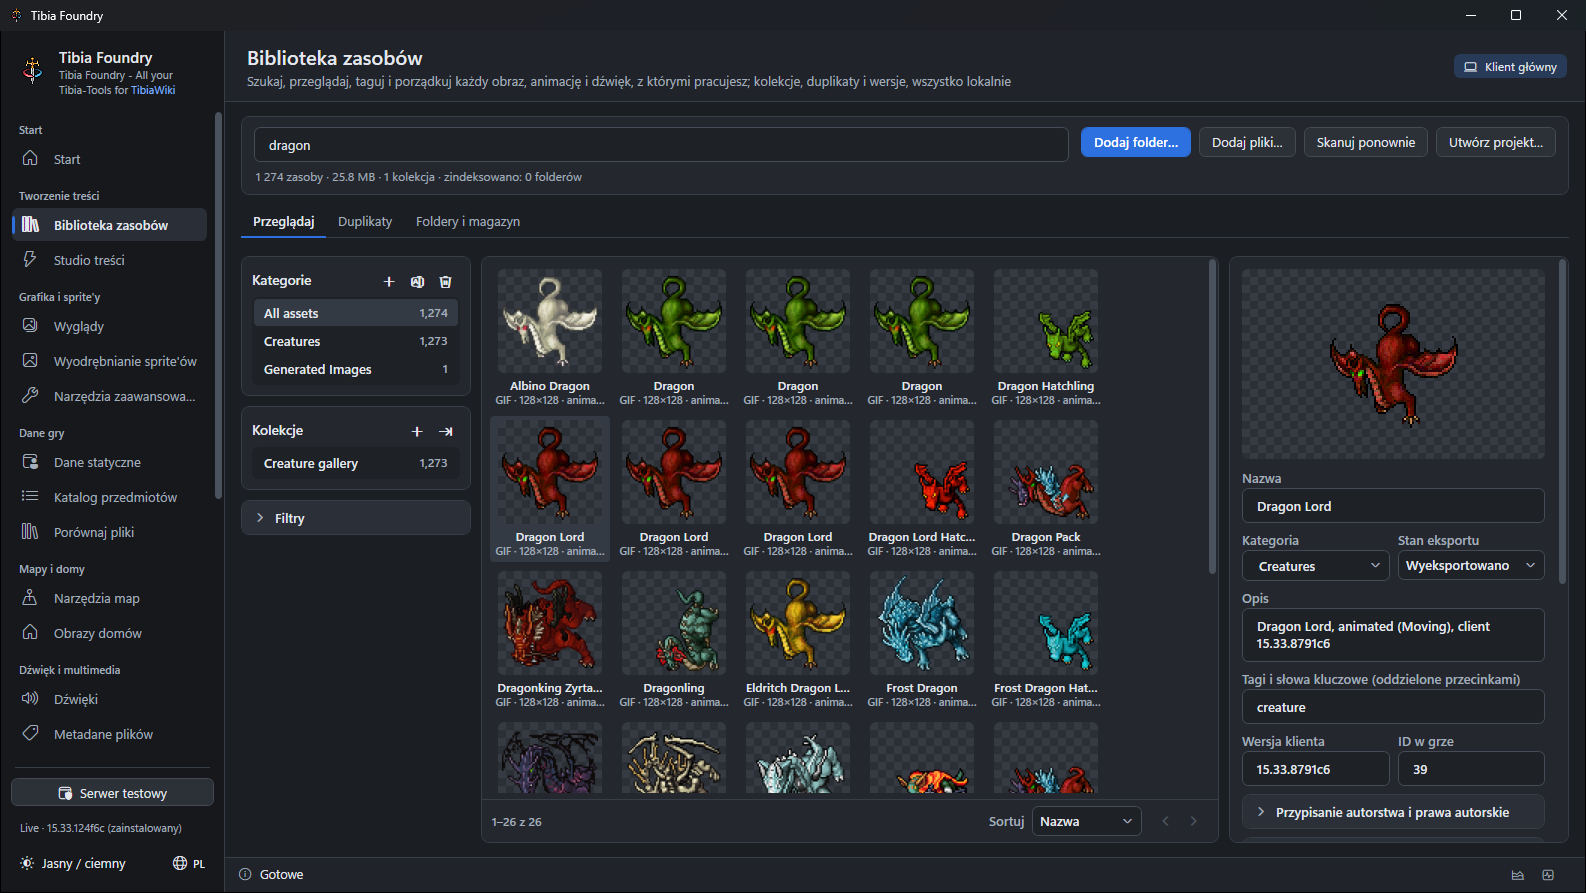 Tibia Foundry
Tibia Foundry
Tibia Foundry - All your
Tibia-Tools for TibiaWiki
Start
Start
Tworzenie treści
Biblioteka zasobów
Studio treści
Grafika i sprite'y
Wyglądy
Wyodrębnianie sprite'ów
Narzędzia zaawansowa...
Dane gry
Dane statyczne
Katalog przedmiotów
Porównaj pliki
Mapy i domy
Narzędzia map
Obrazy domów
Dźwięk i multimedia
Dźwięki
Metadane plików
Serwer testowy
Live · 15.33.124f6c (zainstalowany)
Jasny / ciemny
PL
Biblioteka zasobów
Szukaj, przeglądaj, taguj i porządkuj każdy obraz, animację i dźwięk, z którymi pracujesz; kolekcje, duplikaty i wersje, wszystko lokalnie
Klient główny
dragon
Dodaj folder...
Dodaj pliki...
Skanuj ponownie
Utwórz projekt...
1 274 zasoby · 25.8 MB · 1 kolekcja · zindeksowano: 0 folderów
Przeglądaj
Duplikaty
Foldery i magazyn
Kategorie
All assets 1,274
Creatures 1,273
Generated Images 1
Kolekcje
Creature gallery 1,273
Filtry
Albino Dragon
GIF · 128×128 · anima...
Dragon
GIF · 128×128 · anima...
Dragon
GIF · 128×128 · anima...
Dragon
GIF · 128×128 · anima...
Dragon Hatchling
GIF · 128×128 · anima...
Dragon Lord
GIF · 128×128 · anima...
Dragon Lord
GIF · 128×128 · anima...
Dragon Lord
GIF · 128×128 · anima...
Dragon Lord Hatc...
GIF · 128×128 · anima...
Dragon Pack
GIF · 128×128 · anima...
Dragonking Zyrta...
GIF · 128×128 · anima...
Dragonling
GIF · 128×128 · anima...
Eldritch Dragon L...
GIF · 128×128 · anima...
Frost Dragon
GIF · 128×128 · anima...
Frost Dragon Hat...
GIF · 128×128 · anima...
1–26 z 26
Sortuj
Nazwa
Nazwa
Dragon Lord
Kategoria
Creatures
Stan eksportu
Wyeksportowano
Opis
Dragon Lord, animated (Moving), client
15.33.8791c6
Tagi i słowa kluczowe (oddzielone przecinkami)
creature
Wersja klienta
15.33.8791c6
ID w grze
39
Przypisanie autorstwa i prawa autorskie
Gotowe